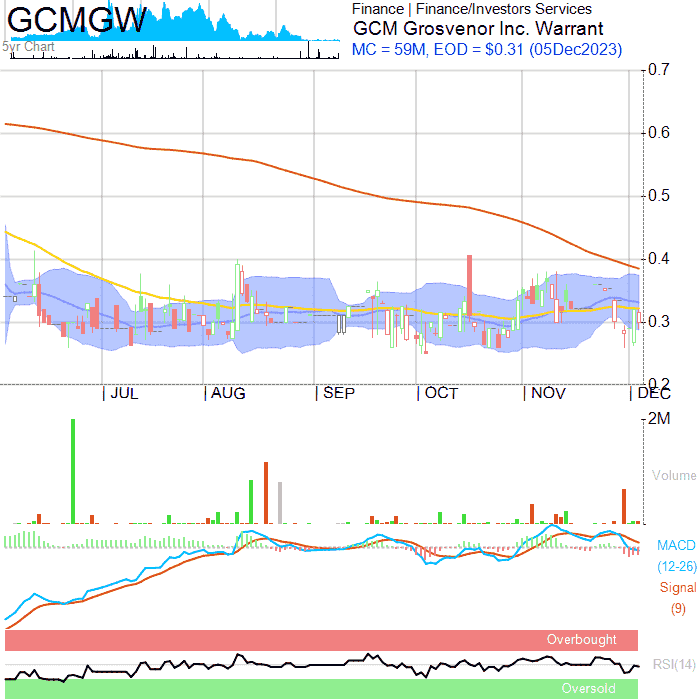 GCMGW
5yr Chart
Finance | Finance/Investors Services
GCM Grosvenor Inc. Warrant
MC = 59M, EOD = $0.31 (05Dec2023)
0.7
0.6
0.5
0.4
0.3
0.2
| JUL | AUG | SEP | OCT | NOV | DEC
2M
Volume
MACD
(12-26)
Signal
(9)
Overbought
RSI(14)
Oversold